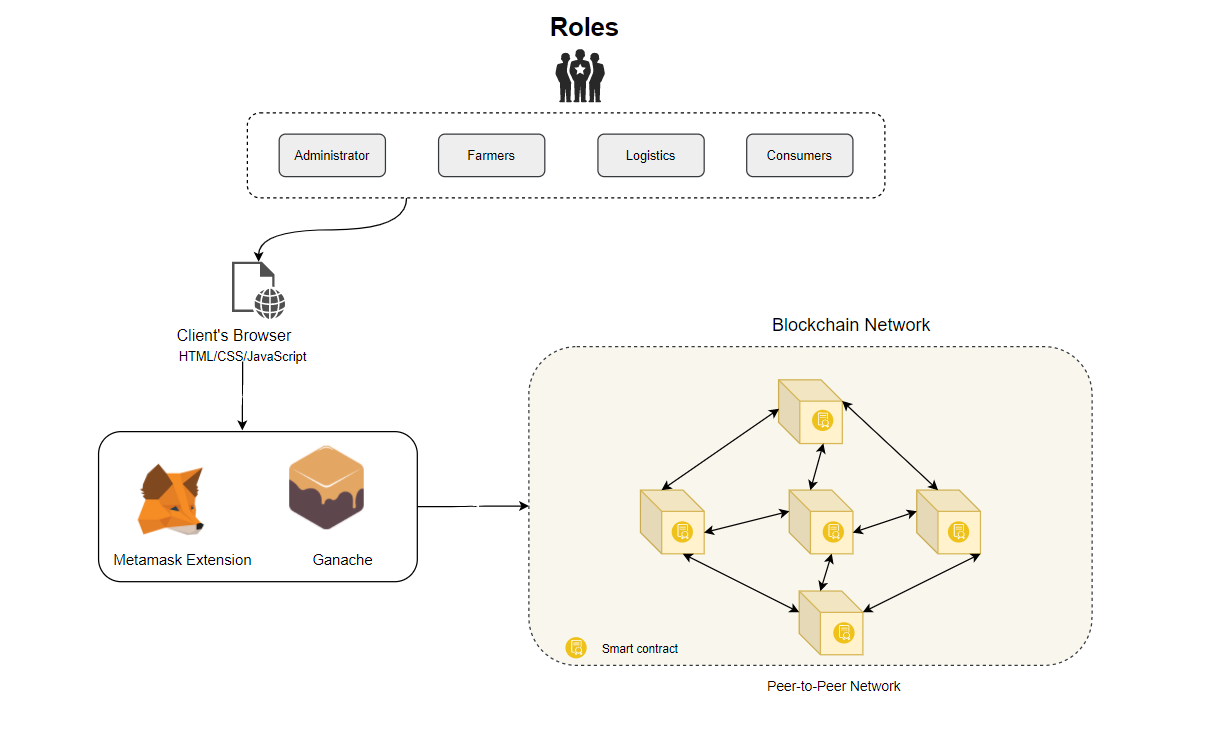 Roles
Administrator
Farmers
Logistics
Consumers
Client's Browser
HTML/CSS/JavaScript
Blockchain Network
Metamask Extension
Ganache
Smart contract
Peer-to-Peer Network